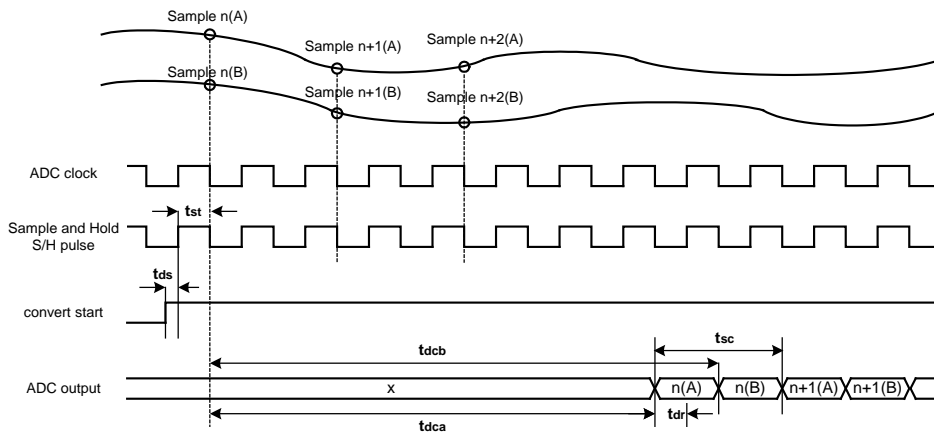 Sample n(A)
Sample n+1(A)
Sample n+2(A)
Sample n(B)
Sample n+1(B)
Sample n+2(B)
ADC clock
tst
Sample and Hold
S/H pulse
tds
convert start
tdcb
tsc
ADC output
x
n(A)
n(B)
n+1(A)
n+1(B)
tdca
tdr